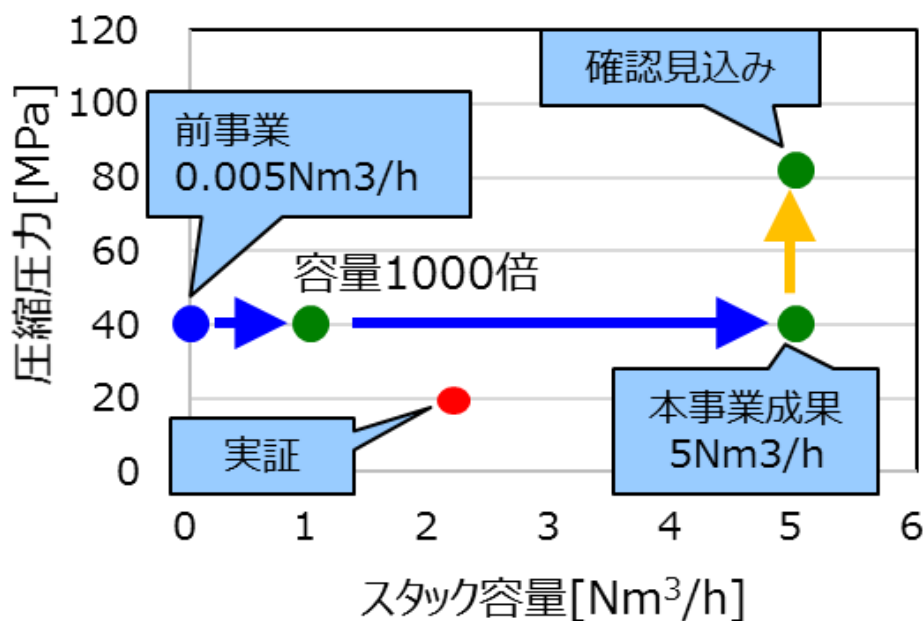 120
100
80
60
40
20
0
圧縮圧力[MPa]
前事業
0.005Nm3/h
確認見込み
容量1000倍
実証
本事業成果
5Nm3/h
0 1 2 3 4 5 6
スタック容量[Nm³/h]